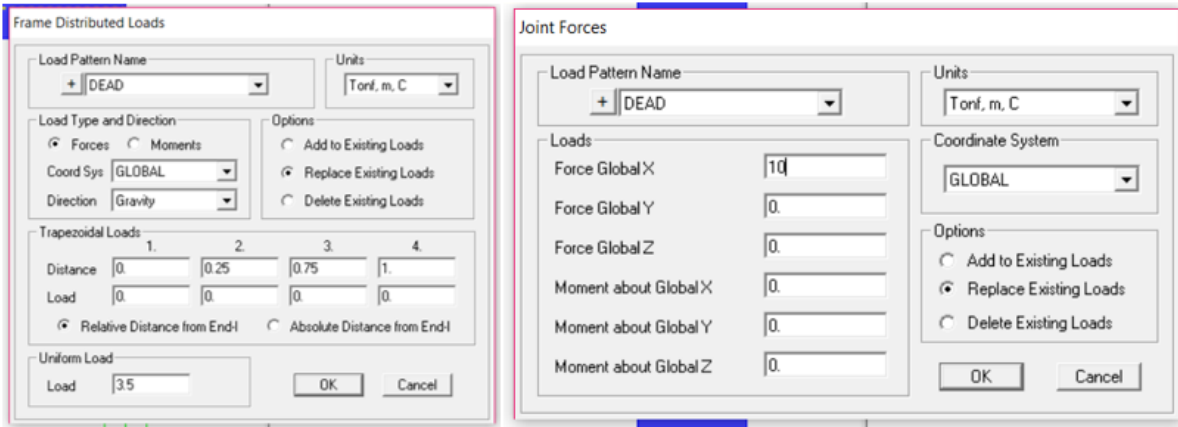 Frame Distributed Loads
Load Pattern Name
Units
+ DEAD
Tonf, m, C
Load Type and Direction
Options
Forces Moments
Add to Existing Loads
Coord Sys GLOBAL
Replace Existing Loads
Direction Gravity
Delete Existing Loads
Trapezoidal Loads
1. 2. 3. 4.
Distance 0. 0.25 0.75 1.
Load 0. 0. 0. 0.
Relative Distance from End-I Absolute Distance from End-I
Uniform Load
Load 3.5
OK Cancel
Joint Forces
Load Pattern Name
Units
+ DEAD
Tonf, m, C
Loads
Coordinate System
Force Global X 10
GLOBAL
Force Global Y 0.
Force Global Z 0.
Options
Add to Existing Loads
Moment about Global X 0.
Replace Existing Loads
Moment about Global Y 0.
Delete Existing Loads
Moment about Global Z 0.
OK Cancel